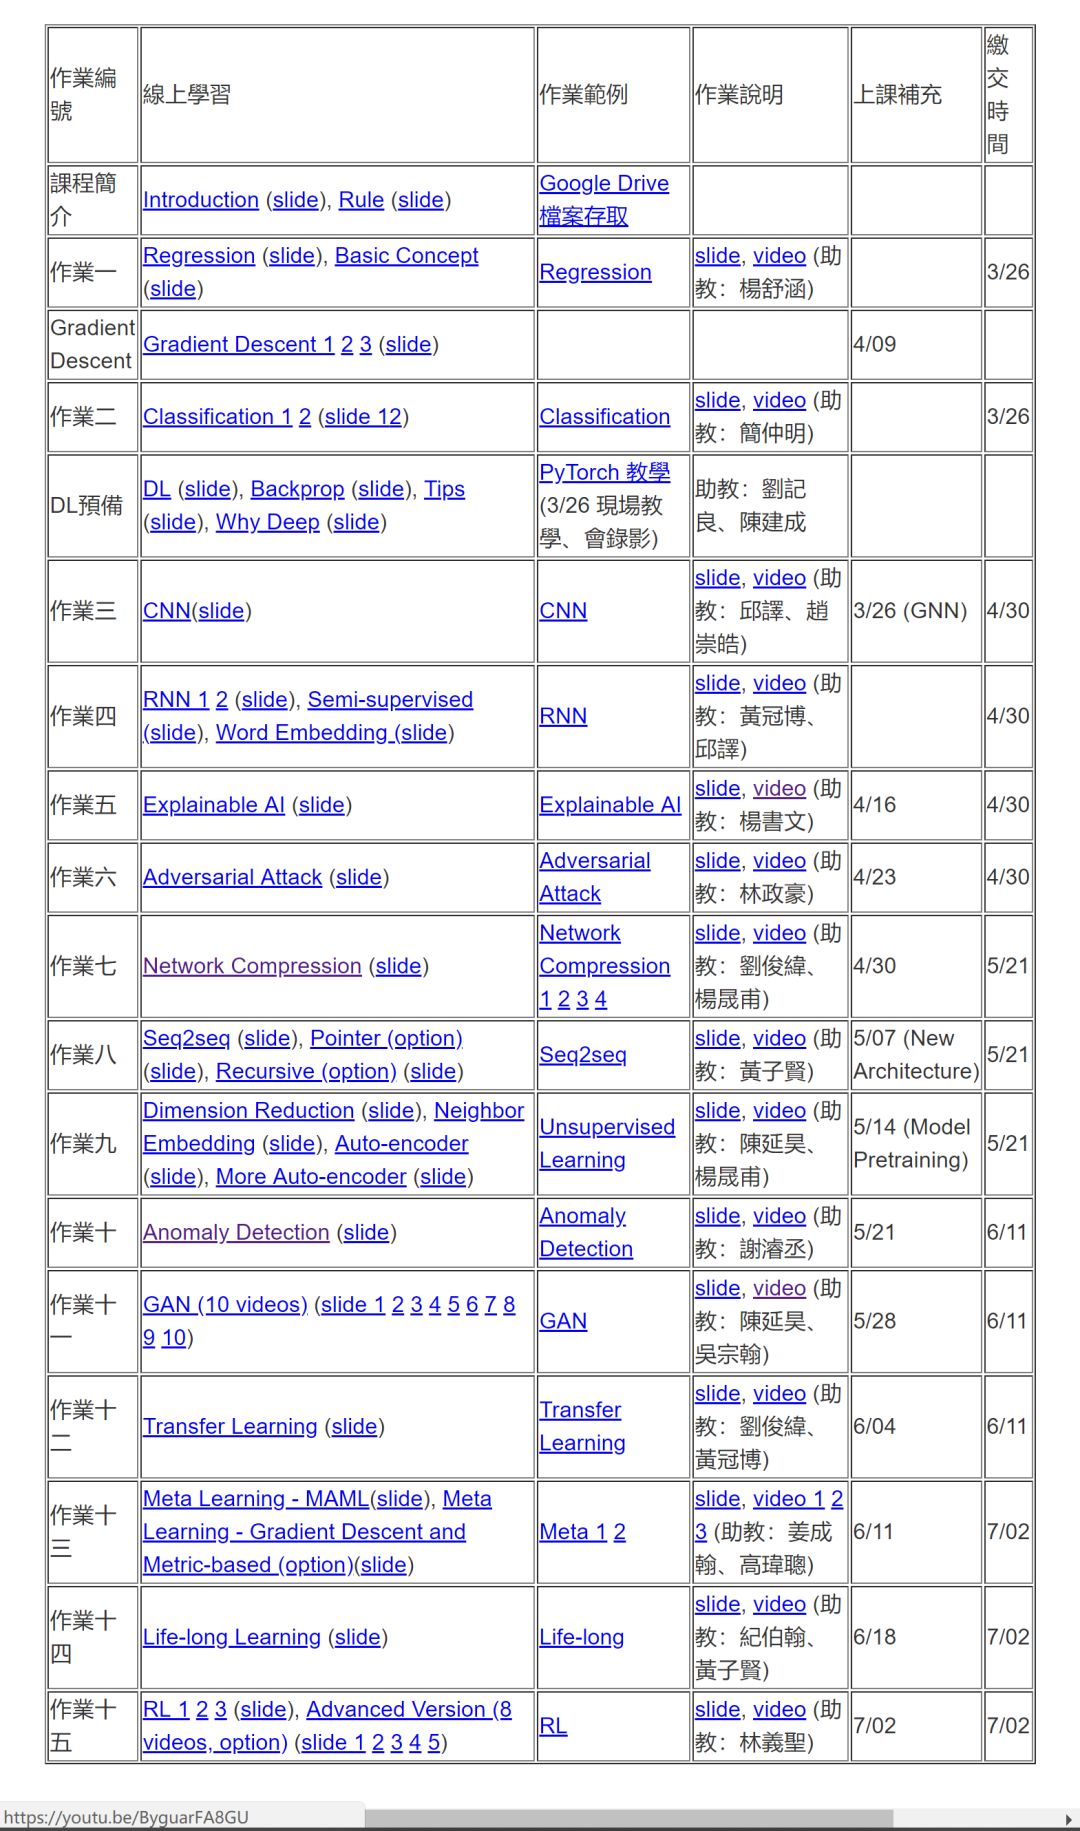 作業編
號
線上學習
作業範例
作業說明
上課補充
繳
交
時
間
課程簡
介
Introduction (slide), Rule (slide)
Google Drive
檔案存取
作業一
Regression (slide), Basic Concept
(slide)
Regression
slide, video (助
教：楊舒涵)
3/26
Gradient
Descent
Gradient Descent 1 2 3 (slide)
4/09
作業二
Classification 1 2 (slide 12)
Classification
slide, video (助
教：簡仲明)
3/26
DL預備
DL (slide), Backprop (slide), Tips
(slide), Why Deep (slide)
PyTorch 教學
(3/26 現場教
學、會錄影)
助教：劉記
良、陳建成
作業三
CNN(slide)
CNN
slide, video (助
教：邱譯、趙
崇皓)
3/26 (GNN)
4/30
作業四
RNN 1 2 (slide), Semi-supervised
(slide), Word Embedding (slide)
RNN
slide, video (助
教：黃冠博、
邱譯)
4/30
作業五
Explainable AI (slide)
Explainable AI
slide, video (助
教：楊書文)
4/16
4/30
作業六
Adversarial Attack (slide)
Adversarial
Attack
slide, video (助
教：林政豪)
4/23
4/30
作業七
Network Compression (slide)
Network
Compression
1 2 3 4
slide, video (助
教：劉俊緯、
楊晟甫)
4/30
5/21
作業八
Seq2seq (slide), Pointer (option)
(slide), Recursive (option) (slide)
Seq2seq
slide, video (助
教：黃子賢)
5/07 (New
Architecture)
5/21
作業九
Dimension Reduction (slide), Neighbor
Embedding (slide), Auto-encoder
(slide), More Auto-encoder (slide)
Unsupervised
Learning
slide, video (助
教：陳延昊、
楊晟甫)
5/14 (Model
Pretraining)
5/21
作業十
Anomaly Detection (slide)
Anomaly
Detection
slide, video (助
教：謝濬丞)
5/21
6/11
作業十
一
GAN (10 videos) (slide 1 2 3 4 5 6 7 8
9 10)
GAN
slide, video (助
教：陳延昊、
吳宗翰)
5/28
6/11
作業十
二
Transfer Learning (slide)
Transfer
Learning
slide, video (助
教：劉俊緯、
黃冠博)
6/04
6/11
作業十
三
Meta Learning - MAML(slide), Meta
Learning - Gradient Descent and
Metric-based (option)(slide)
Meta 1 2
slide, video 1 2
3 (助教：姜成
翰、高瑋聰)
6/11
7/02
作業十
四
Life-long Learning (slide)
Life-long
slide, video (助
教：紀伯翰、
黃子賢)
6/18
7/02
作業十
五
RL 1 2 3 (slide), Advanced Version (8
videos, option) (slide 1 2 3 4 5)
RL
slide, video (助
教：林義聖)
7/02
7/02
https://youtu.be/ByguarFA8GU